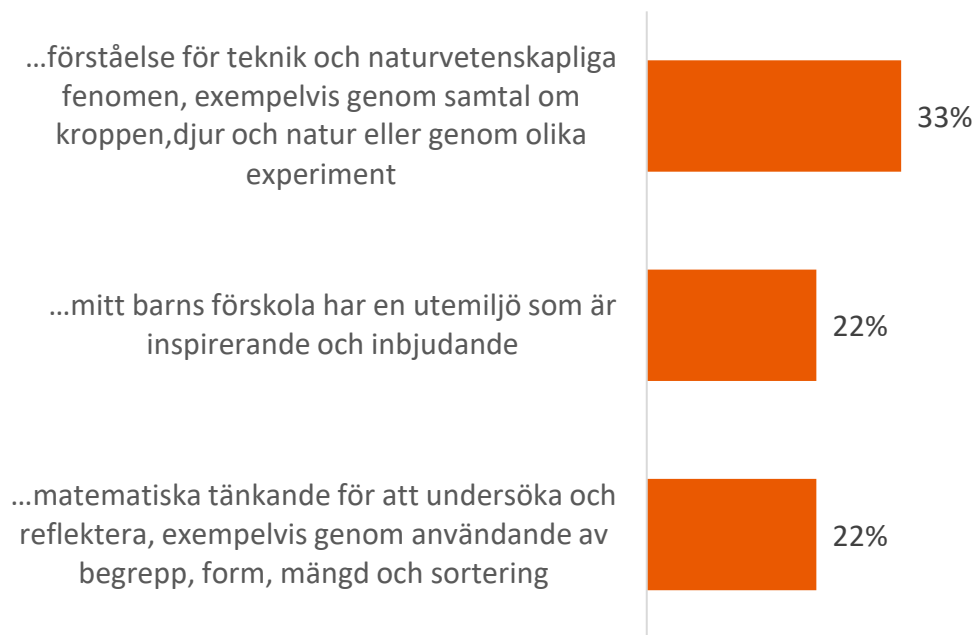 …förståelse för teknik och naturvetenskapliga
fenomen, exempelvis genom samtal om
kroppen,djur och natur eller genom olika
experiment
33%
…mitt barns förskola har en utemiljö som är
inspirerande och inbjudande
22%
…matematiska tänkande för att undersöka och
reflektera, exempelvis genom användande av
begrepp, form, mängd och sortering
22%